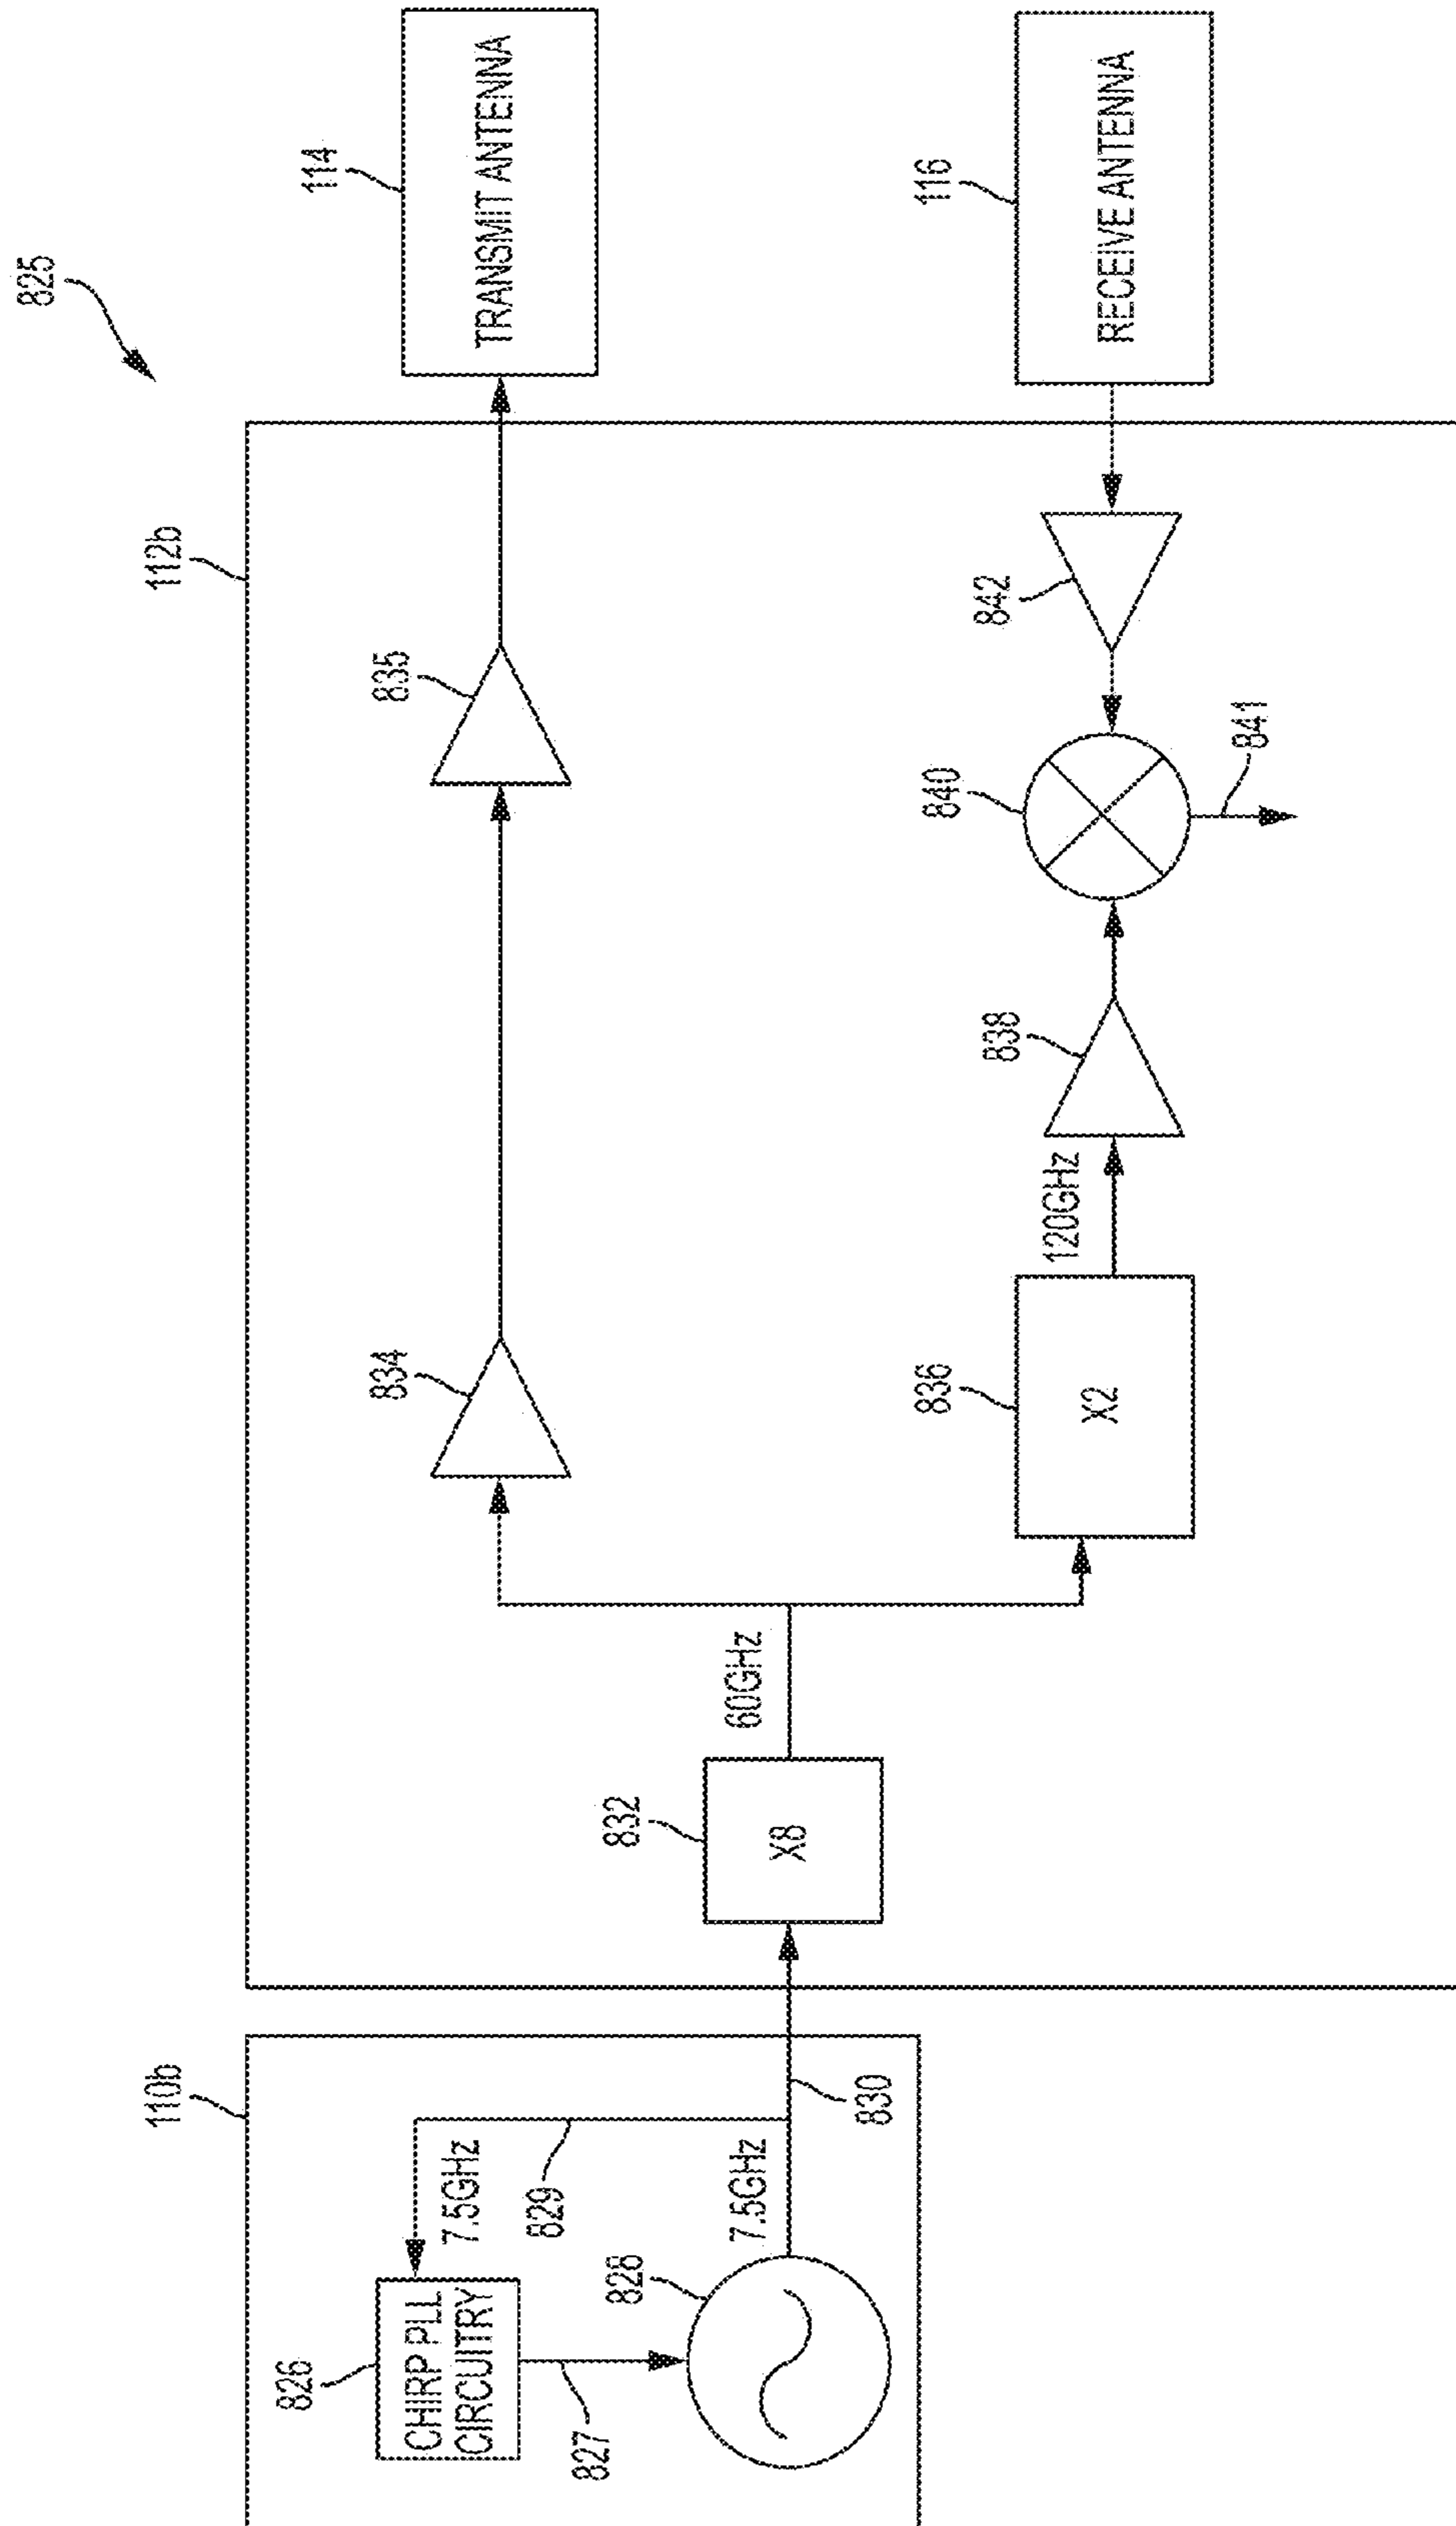 825
110b
112b
826
CHIRP PLL
CIRCUITRY
7.5GHz
829
827
828
7.5GHz
830
832
X8
60GHz
834
835
114
TRANSMIT ANTENNA
836
X2
120GHz
838
840
841
842
116
RECEIVE ANTENNA